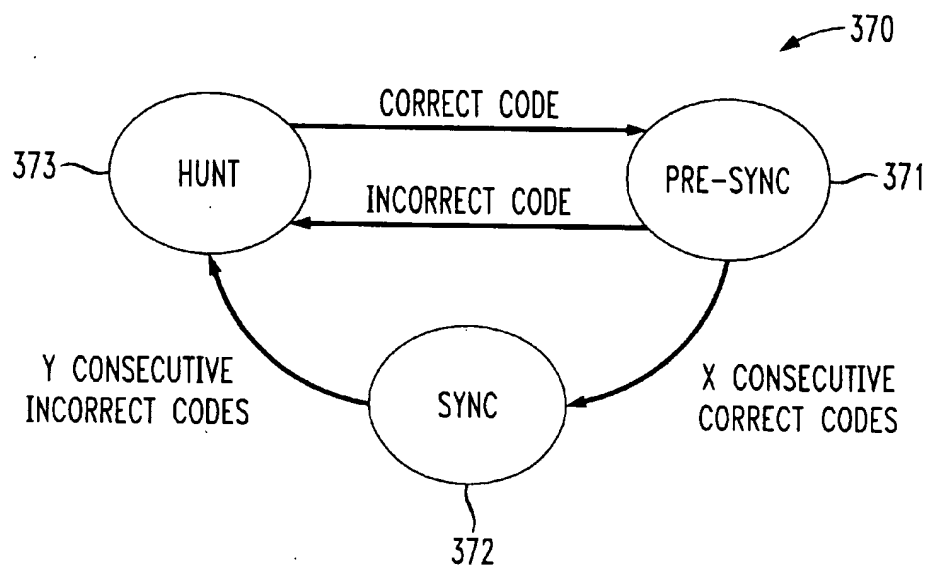 370
CORRECT CODE
373
HUNT
PRE-SYNC
371
INCORRECT CODE
Y CONSECUTIVE
INCORRECT CODES
SYNC
X CONSECUTIVE
CORRECT CODES
372